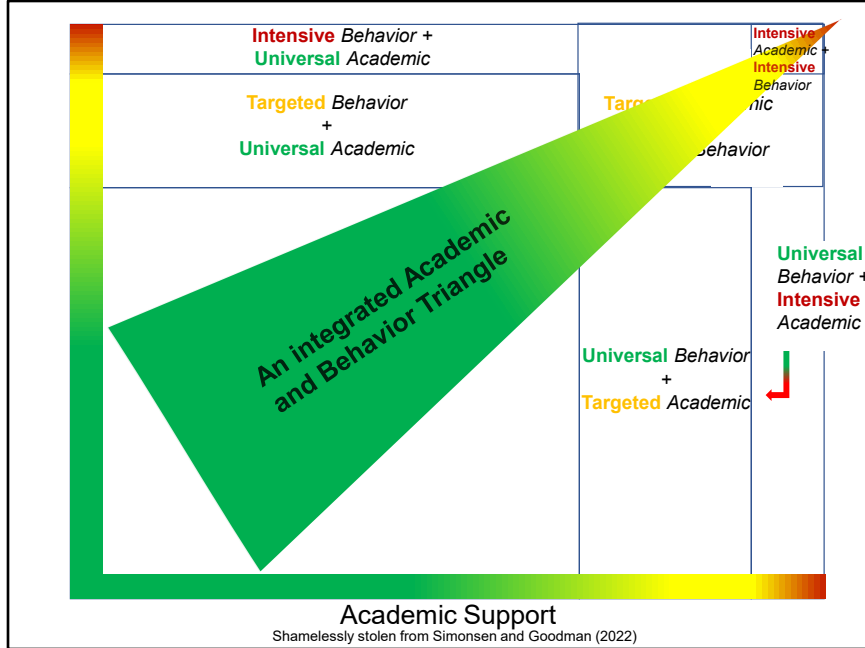 Intensive Behavior +
Universal Academic
Intensive
Academic +
Intensive
Behavior
Targeted Behavior
+
Universal Academic
Behavior
An integrated Academic
and Behavior Triangle
Universal
Behavior +
Intensive
Academic
Universal Behavior
+
Targeted Academic
Academic Support
Shamelessly stolen from Simonsen and Goodman (2022)